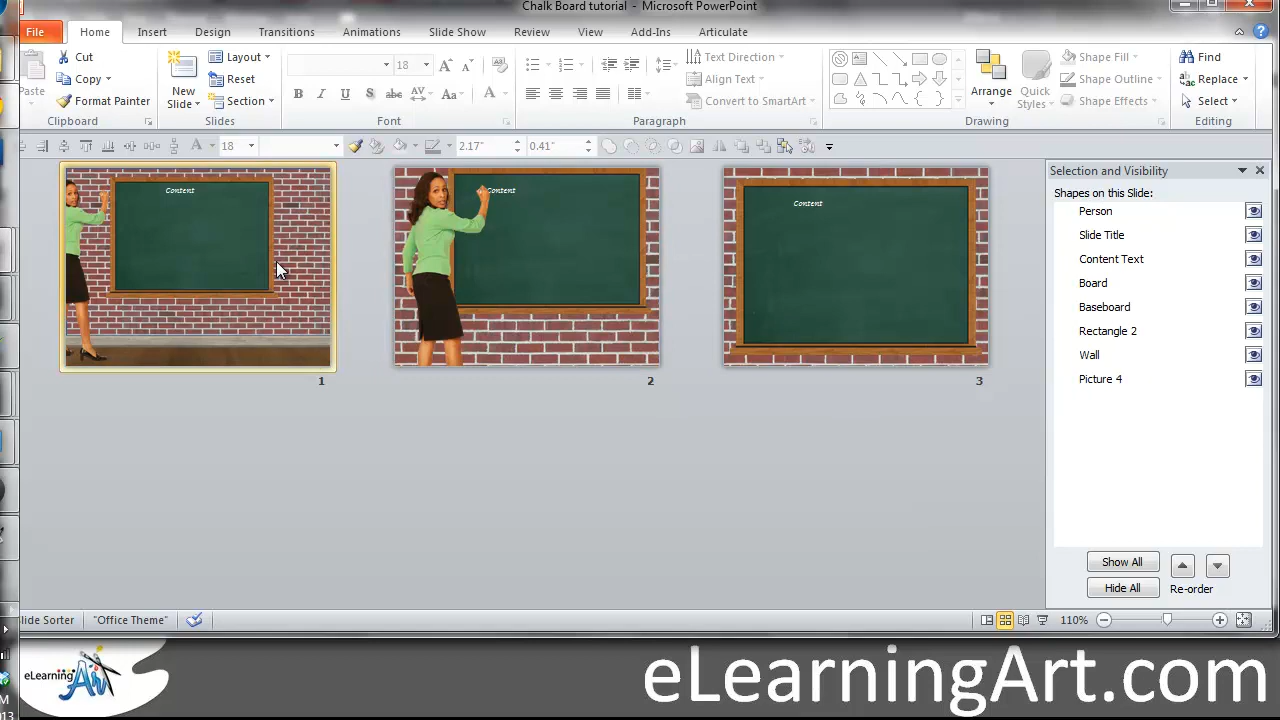 Chalk Board tutorial - Microsoft PowerPoint
File Home Insert Design Transitions Animations Slide Show Review View Add-Ins Articulate
Paste
Cut
Copy
Format Painter
Clipboard
New
Slide
Layout
Reset
Section
Slides
18
B I U S abc AV Aa A
Font
Text Direction
Align Text
Convert to SmartArt
Paragraph
Arrange
Quick
Styles
Shape Fill
Shape Outline
Shape Effects
Drawing
Find
Replace
Select
Editing
A 18 2.17" 0.41"
Content
1
Content
2
Content
3
Selection and Visibility
Shapes on this Slide:
Person
Slide Title
Content Text
Board
Baseboard
Rectangle 2
Wall
Picture 4
Show All
Hide All
Re-order
lide Sorter "Office Theme" 110%
M
013
eLearning
Art
eLearningArt.com